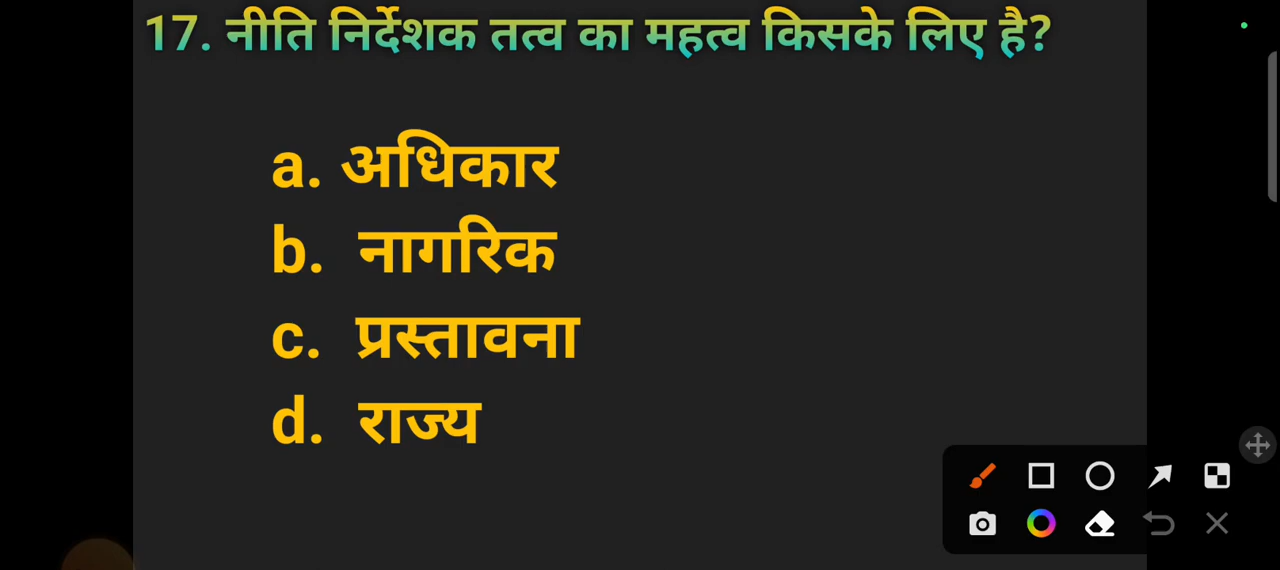 17. नीति निर्देशक तत्व का महत्व किसके लिए है?
a. अधिकार
b. नागरिक
c. प्रस्तावना
d. राज्य